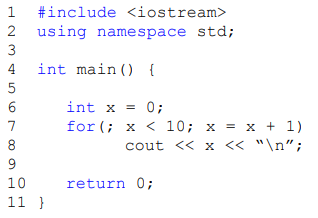 1 #include <iostream>
2 using namespace std;
3
4 int main() {
5
6 int x = 0;
7 for(; x < 10; x = x + 1)
8 cout << x << “\n”;
9
10 return 0;
11 }